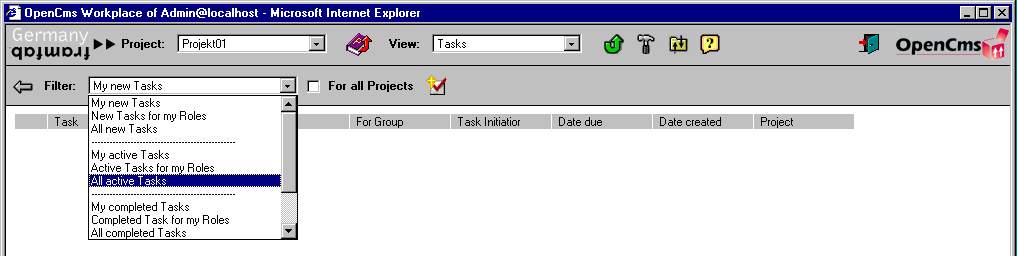 OpenCms Workplace of Admin@localhost - Microsoft Internet Explorer
Germany
framfab
Project: Projekt01 View: Tasks OpenCms
Filter: My new Tasks For all Projects
My new Tasks
New Tasks for my Roles
All new Tasks
------------------------------------------------
My active Tasks
Active Tasks for my Roles
All active Tasks
------------------------------------------------
My completed Tasks
Completed Task for my Roles
All completed Tasks
Task For Group Task Initiator Date due Date created Project